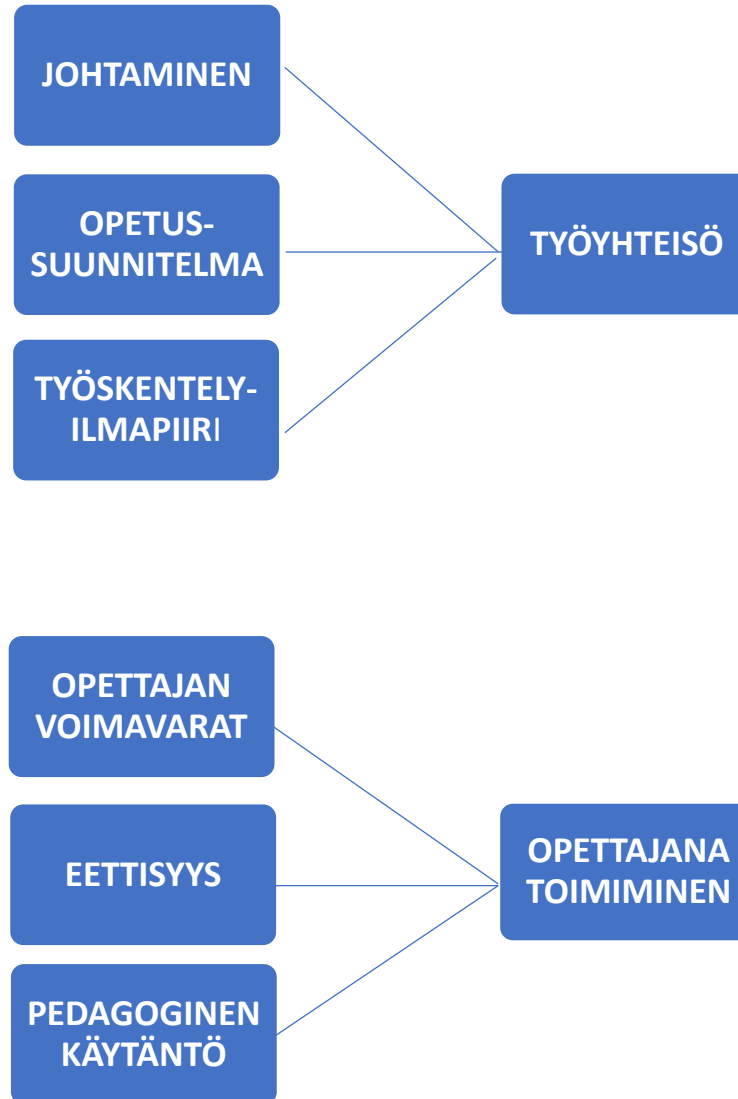 JOHTAMINEN
OPETUS-
SUUNNITELMA
TYÖYHTEISÖ
TYÖSKENTELY-
ILMAPIIRI
OPETTAJAN
VOIMAVARAT
EETTISYYS
OPETTAJANA
TOIMIMINEN
PEDAGOGINEN
KÄYTÄNTÖ